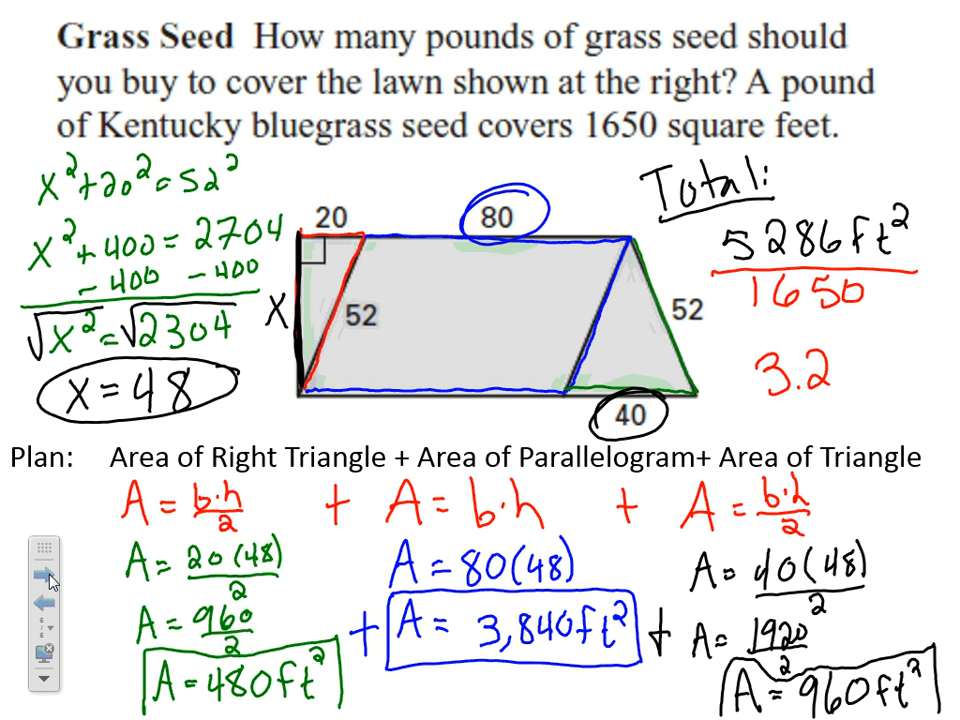 Grass Seed How many pounds of grass seed should
you buy to cover the lawn shown at the right? A pound
of Kentucky bluegrass seed covers 1650 square feet.
x²+20²=52²
x²+400=2704
-400 -400
√x²=√2304
x=48
20
80
x
52
52
40
Total:
5286ft²
1650
3.2
Plan: Area of Right Triangle + Area of Parallelogram+ Area of Triangle
A=b·h/2 + A=b·h + A=b·h/2
A=20(48)/2
A=960/2
A=480ft²
A=80(48)
+ A= 3,840ft² +
A=40(48)/2
A=1920/2
A=960ft²